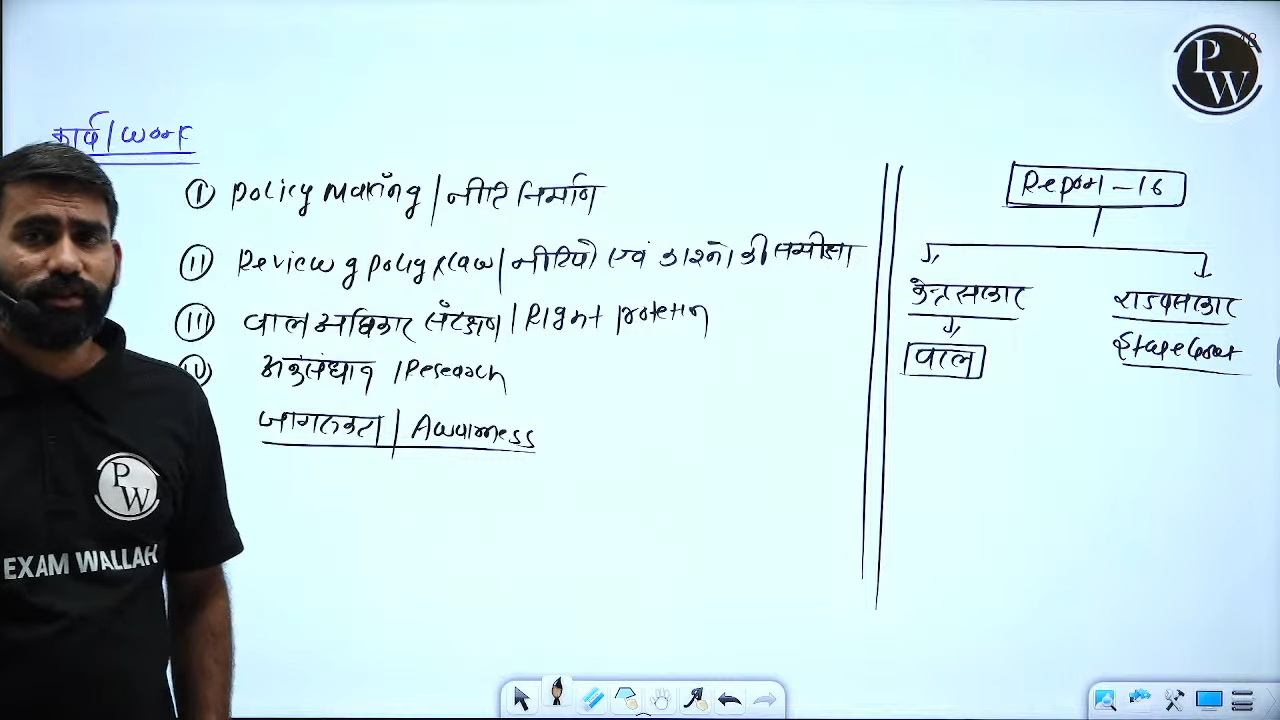 कार्य / Work
I Policy Making / नीति निर्माण
II Review of policy & law / नीतियो एवं कानूनो की समीक्षा
III बाल अधिकार संरक्षण / Right protection
IV अनुसंधान / Research
जागरुकता / Awarness
Report - 16
केन्द्र सरकार
राज्य सरकार
बाल
State Govt
PW
PW
EXAM WALLAH